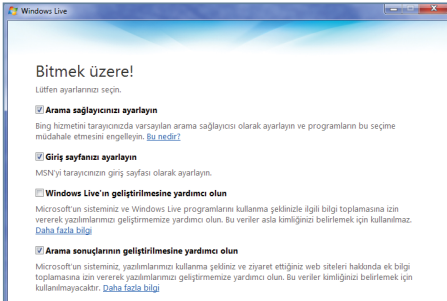 Windows Live
Bitmek üzere!
Lütfen ayarlarınızı seçin.
Arama sağlayıcınızı ayarlayın
Bing hizmetini tarayıcınızda varsayılan arama sağlayıcısı olarak ayarlayın ve programların bu seçime
müdahale etmesini engelleyin. Bu nedir?
Giriş sayfanızı ayarlayın
MSN'yi tarayıcınızın giriş sayfası olarak ayarlayın.
Windows Live'ın geliştirilmesine yardımcı olun
Microsoft'un sisteminiz ve Windows Live programlarını kullanma şeklinizle ilgili bilgi toplamasına izin
vererek yazılımlarımızı geliştirmemize yardımcı olun. Bu veriler asla kimliğinizi belirlemek için kullanılmaz.
Daha fazla bilgi
Arama sonuçlarının geliştirilmesine yardımcı olun
Microsoft'un sisteminiz, yazılımlarımızı kullanma şekliniz ve ziyaret ettiğiniz web siteleri hakkında ek bilgi
toplamasına izin vererek yazılımlarımızı geliştirmemize yardımcı olun. Bu veriler kimliğinizi belirlemek için
kullanılmayacaktır. Daha fazla bilgi